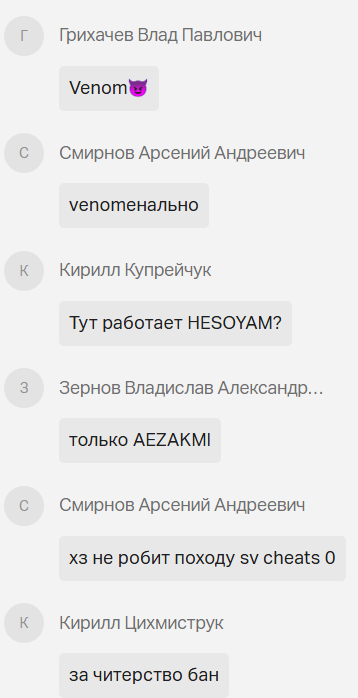 Г
Грихачев Влад Павлович
Venom😈
С
Смирнов Арсений Андреевич
venomенально
К
Кирилл Купрейчук
Тут работает HESOYAM?
З
Зернов Владислав Александр...
только AEZAKMI
С
Смирнов Арсений Андреевич
хз не робит походу sv cheats 0
К
Кирилл Цихмиструк
за читерство бан